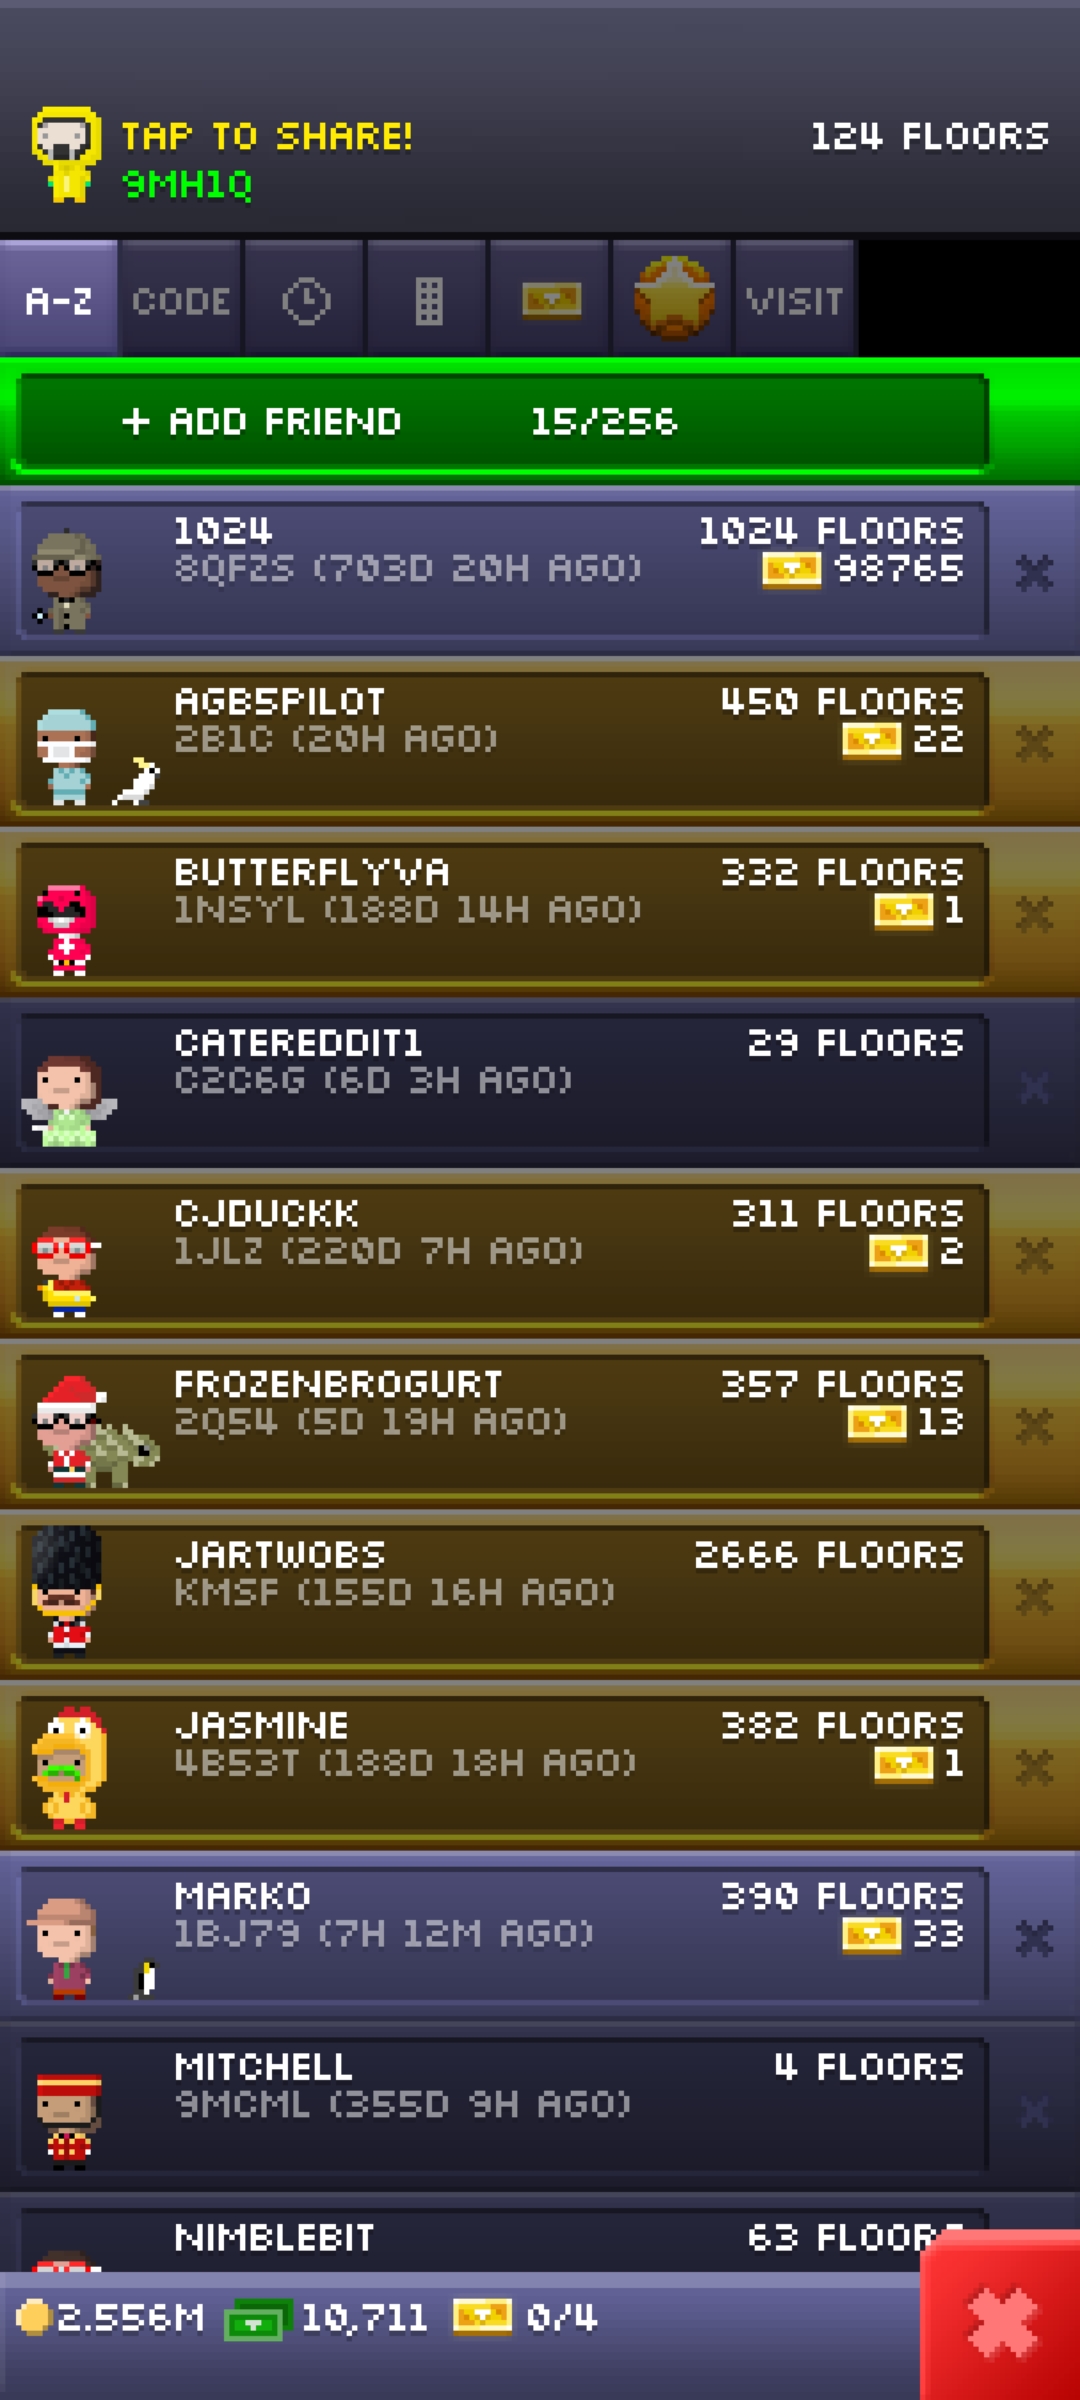 TAP TO SHARE! 124 FLOORS
9MH1Q
A-Z CODE VISIT
+ ADD FRIEND 15/256
1024 1024 FLOORS
8QFZS (703D 20H AGO) 98765
AGB5PILOT 450 FLOORS
2B1C (20H AGO) 22
BUTTERFLYVA 332 FLOORS
1NSYL (188D 14H AGO) 1
CATEREDDIT1 29 FLOORS
C2C6G (6D 3H AGO)
CJDUCKK 311 FLOORS
1JLZ (220D 7H AGO) 2
FROZENBROGURT 357 FLOORS
2Q54 (5D 19H AGO) 13
JARTWOBS 2666 FLOORS
KMSF (155D 16H AGO)
JASMINE 382 FLOORS
4B53T (188D 18H AGO) 1
MARKO 390 FLOORS
1BJ79 (7H 12M AGO) 33
MITCHELL 4 FLOORS
9MCML (355D 9H AGO)
NIMBLEBIT 63 FLOORS
2.556M 10,711 0/4